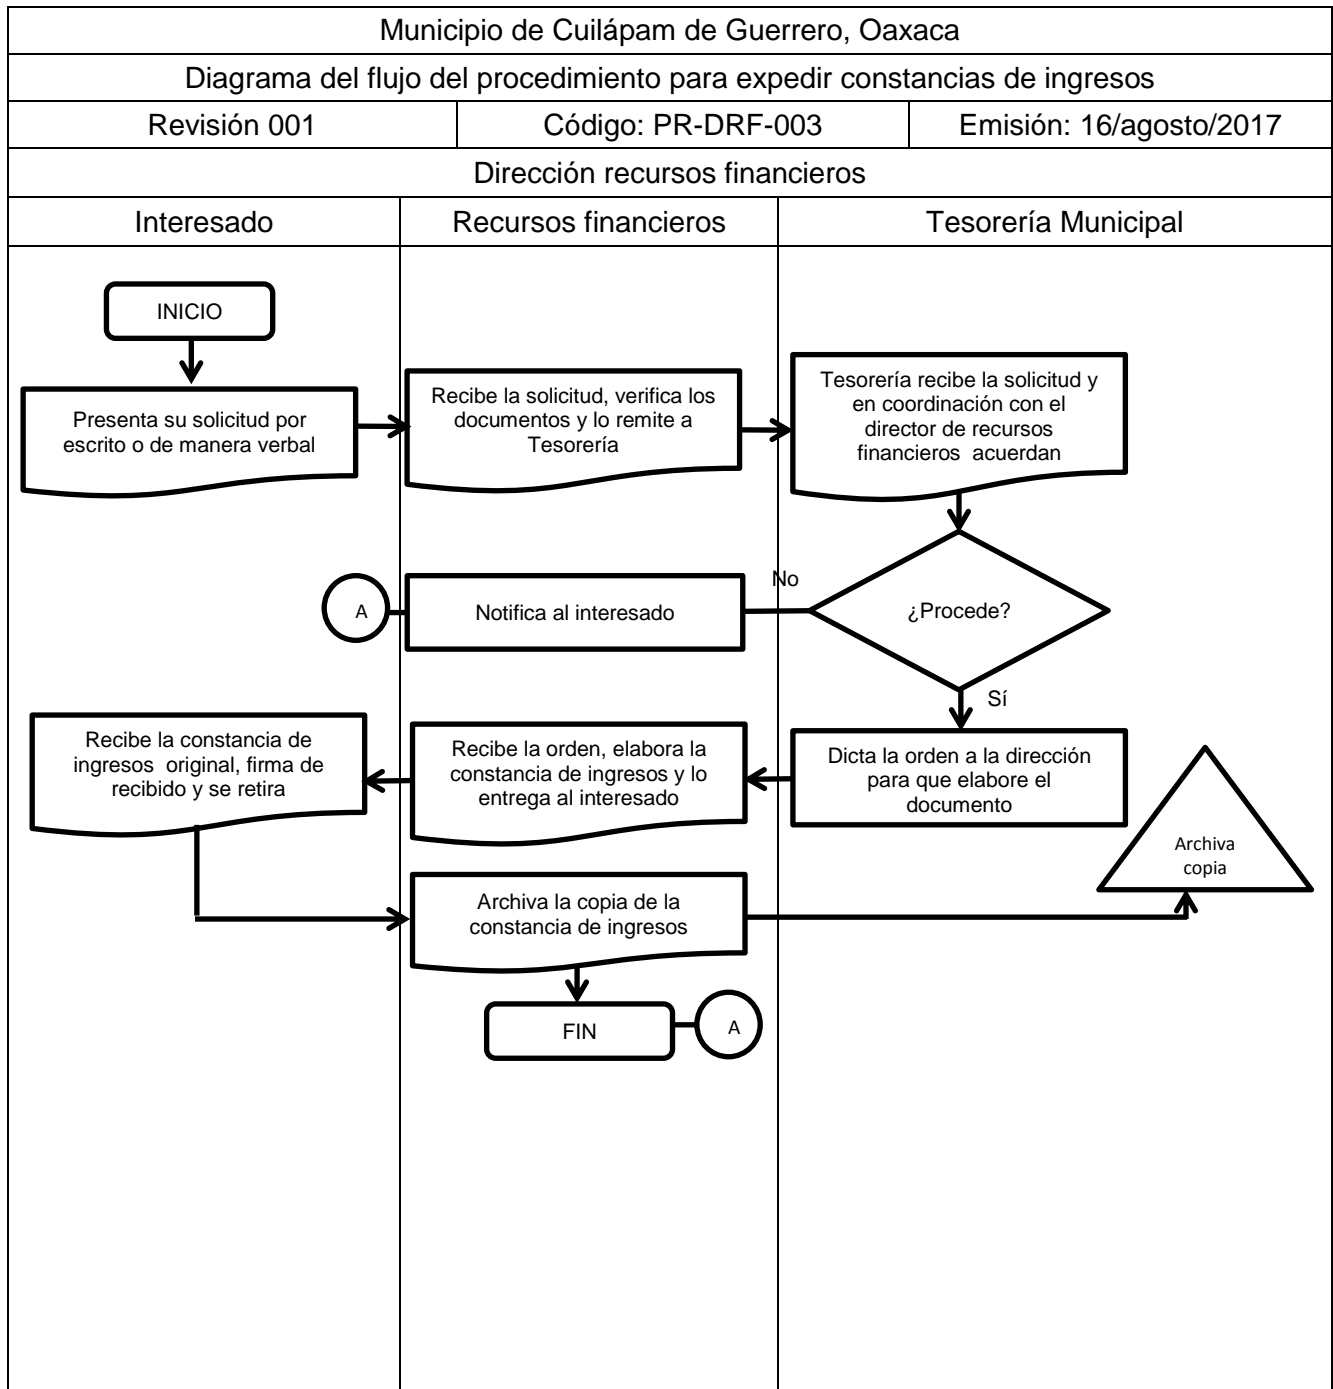 Municipio de Cuilápam de Guerrero, Oaxaca
Diagrama del flujo del procedimiento para expedir constancias de ingresos
Revisión 001
Código: PR-DRF-003
Emisión: 16/agosto/2017
Dirección recursos financieros
Interesado
Recursos financieros
Tesorería Municipal
INICIO
Presenta su solicitud por
escrito o de manera verbal
Recibe la solicitud, verifica los
documentos y lo remite a
Tesorería
Tesorería recibe la solicitud y
en coordinación con el
director de recursos
financieros acuerdan
¿Procede?
No
Notifica al interesado
A
Sí
Dicta la orden a la dirección
para que elabore el
documento
Recibe la orden, elabora la
constancia de ingresos y lo
entrega al interesado
Recibe la constancia de
ingresos original, firma de
recibido y se retira
Archiva la copia de la
constancia de ingresos
Archiva
copia
FIN
A